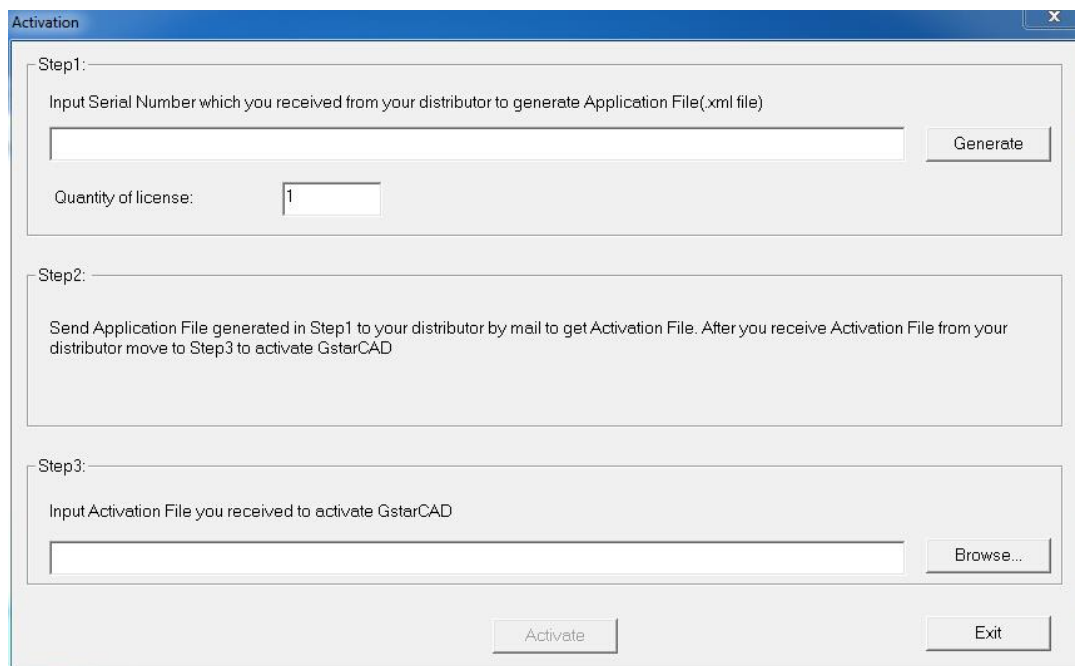 Activation
x
Step1:
Input Serial Number which you received from your distributor to generate Application File(.xml file)
Generate
Quantity of license:
1
Step2:
Send Application File generated in Step1 to your distributor by mail to get Activation File. After you receive Activation File from your
distributor move to Step3 to activate GstarCAD
Step3:
Input Activation File you received to activate GstarCAD
Browse...
Activate
Exit